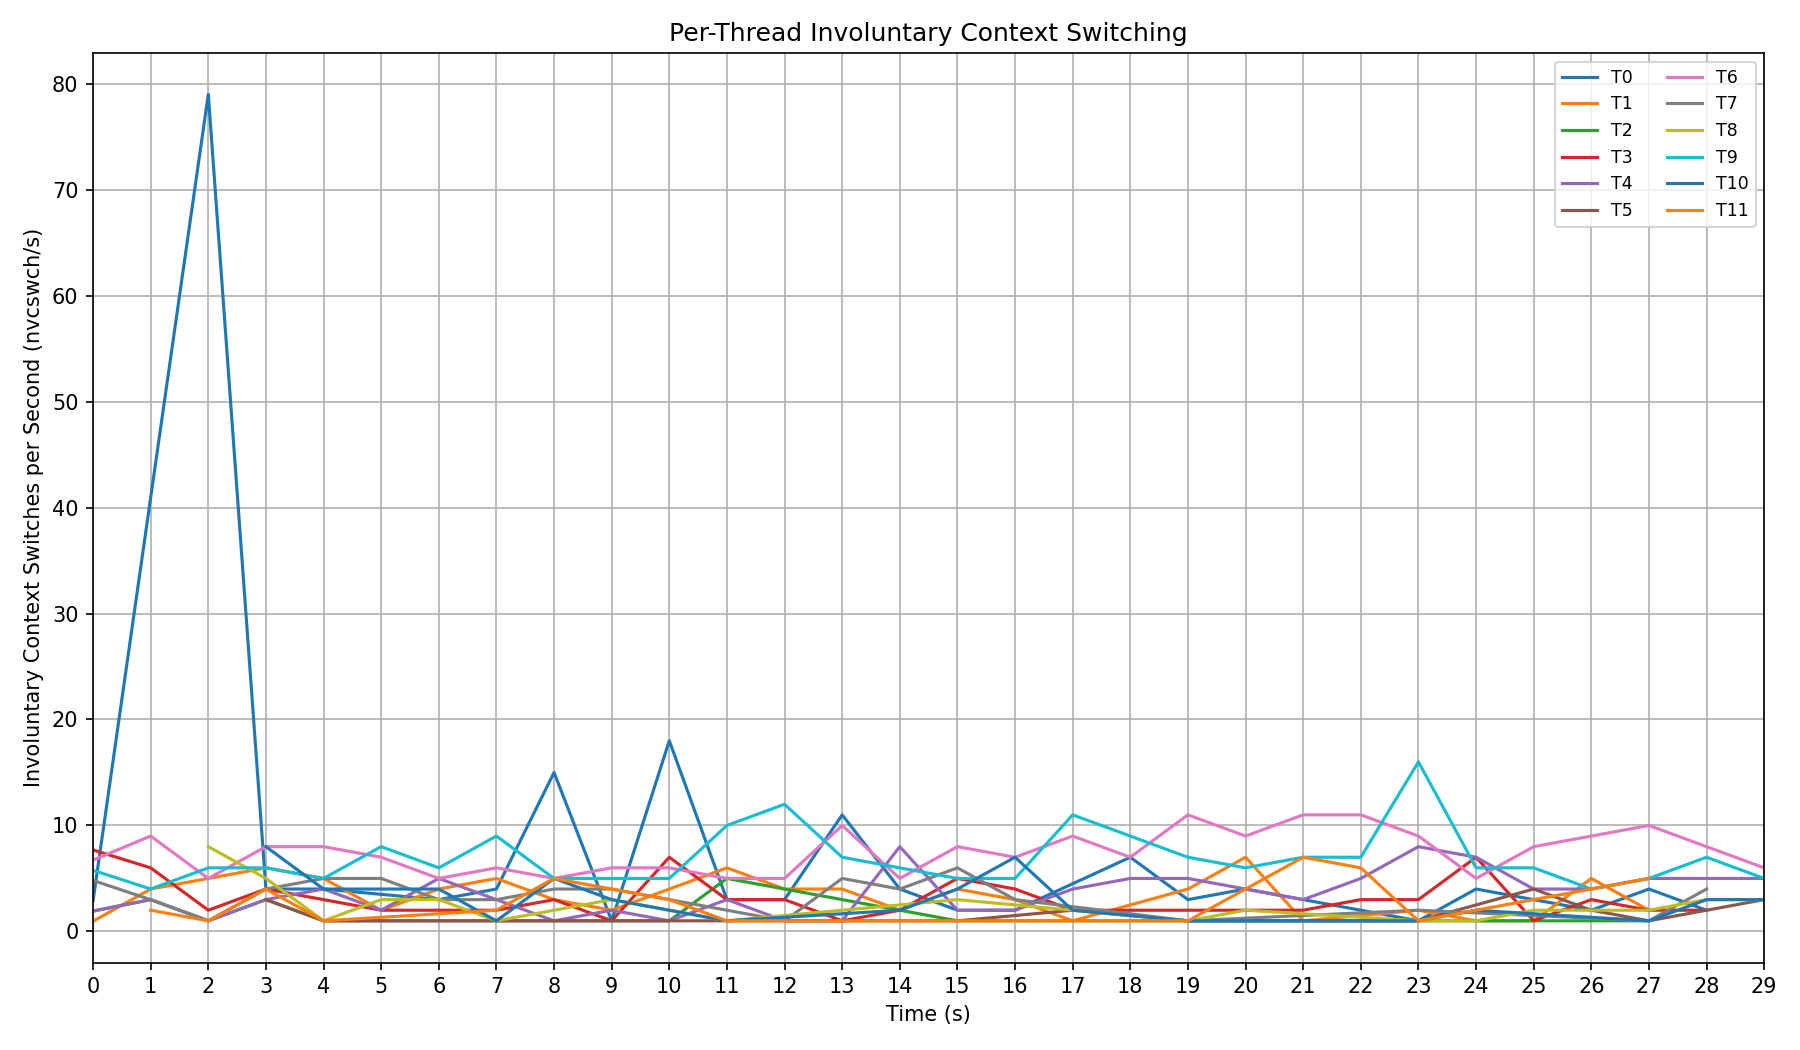 Per-Thread Involuntary Context Switching
Involuntary Context Switches per Second (nvcswch/s)
80
70
60
50
40
30
20
10
0
T0 T6
T1 T7
T2 T8
T3 T9
T4 T10
T5 T11
0 1 2 3 4 5 6 7 8 9 10 11 12 13 14 15 16 17 18 19 20 21 22 23 24 25 26 27 28 29
Time (s)